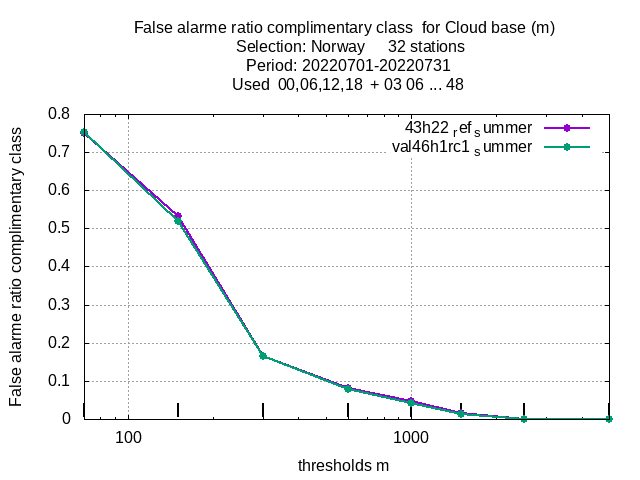 False alarme ratio complimentary class  for Cloud base (m)
Selection: Norway     32 stations
Period: 20220701-20220731
Used  00,06,12,18  + 03 06 ... 48
False alarme ratio complimentary class
0.8
0.7
0.6
0.5
0.4
0.3
0.2
0.1
0
43h22 ref summer
val46h1rc1 summer
100
1000
thresholds m